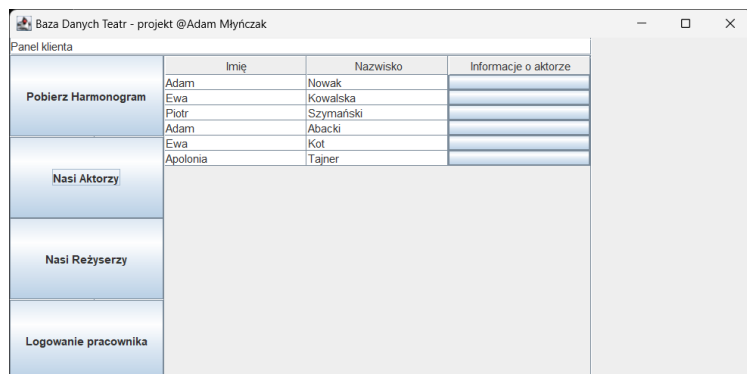 Baza Danych Teatr - projekt @Adam Młyńczak
Panel klienta
Imię Nazwisko Informacje o aktorze
Adam Nowak
Ewa Kowalska
Piotr Szymański
Adam Abacki
Ewa Kot
Apolonia Tajner
Pobierz Harmonogram
Nasi Aktorzy
Nasi Reżyserzy
Logowanie pracownika